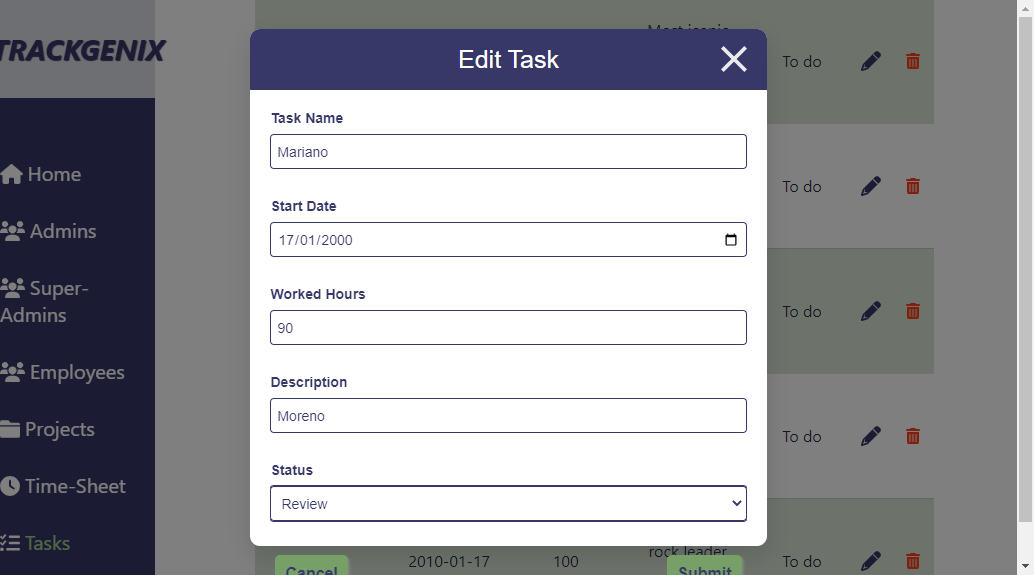 TRACKGENIX
Home
Admins
Super-
Admins
Employees
Projects
Time-Sheet
Tasks
Edit Task
Task Name
Mariano
Start Date
17/01/2000
Worked Hours
90
Description
Moreno
Status
Review
To do
To do
To do
To do
rock leader
2010-01-17 100 To do
Cancel Submit